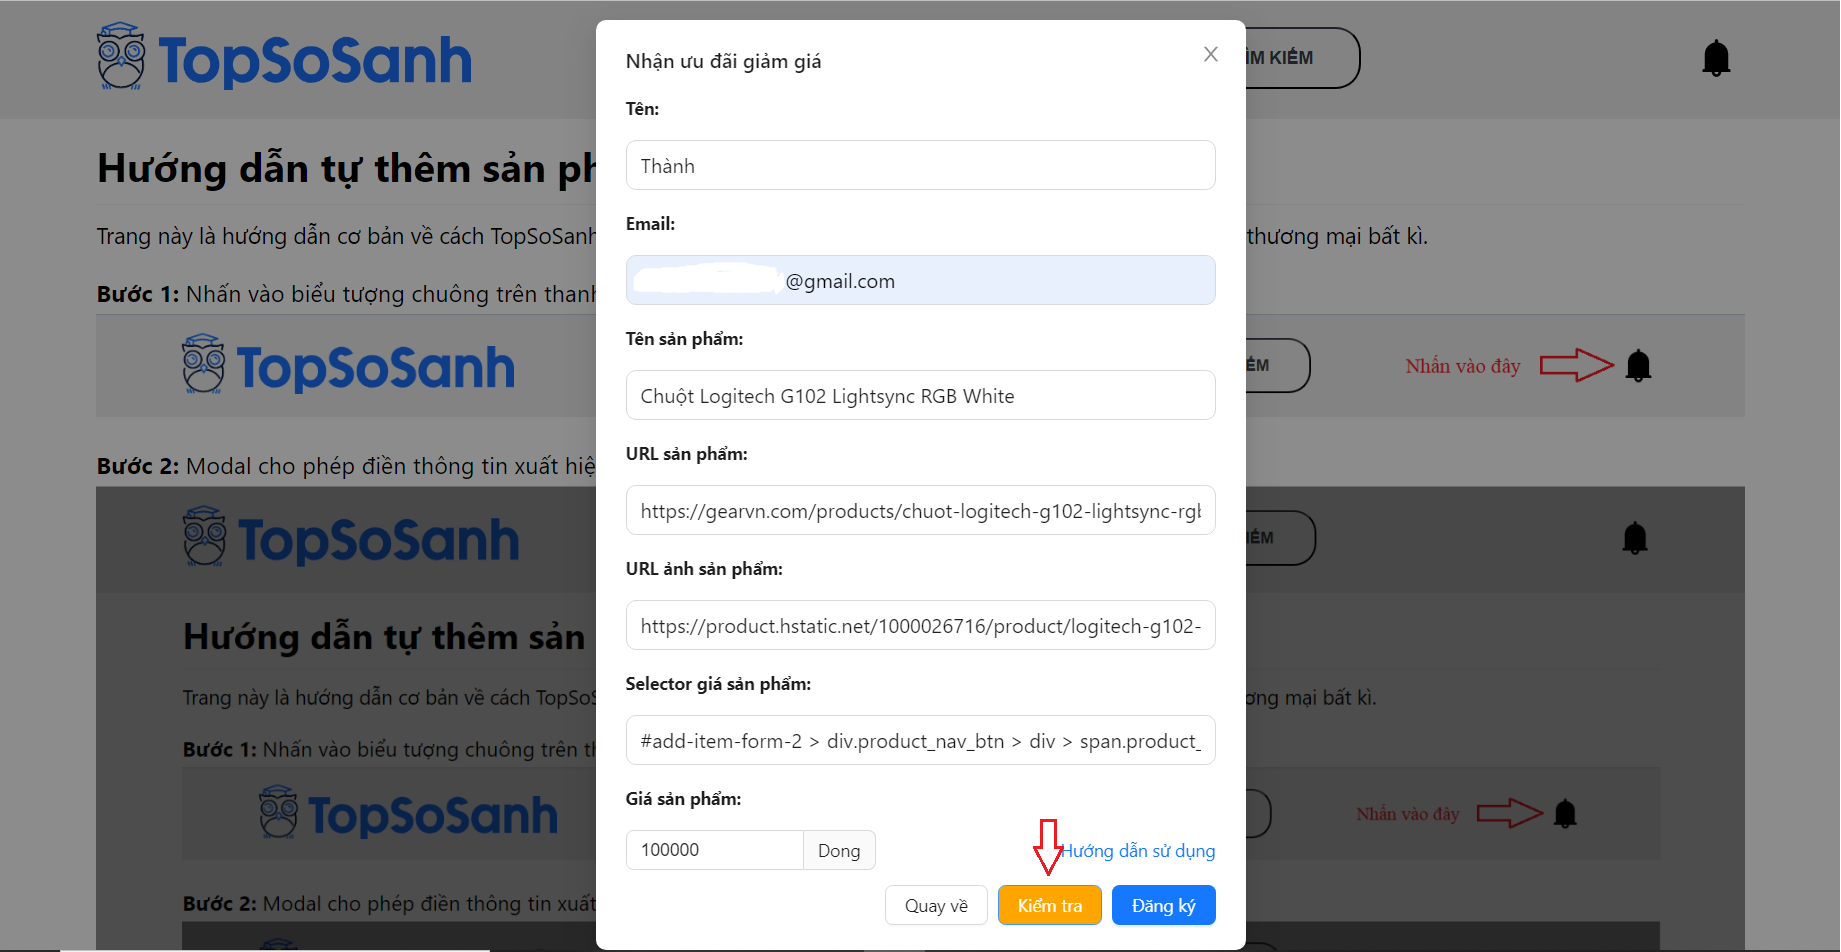 TopSoSanh
ÌM KIẾM
Hướng dẫn tự thêm sản ph
Trang này là hướng dẫn cơ bản về cách TopSoSanh
thương mại bất kì.
Bước 1: Nhấn vào biểu tượng chuông trên thanh
TopSoSanh
ẾM
Nhấn vào đây
Bước 2: Modal cho phép điền thông tin xuất hiệ
TopSoSanh
IẾM
Hướng dẫn tự thêm sản
Trang này là hướng dẫn cơ bản về cách TopSoS
ơng mại bất kì.
Bước 1: Nhấn vào biểu tượng chuông trên th
TopSoSanh
Nhấn vào đây
Bước 2: Modal cho phép điền thông tin xuất
Nhận ưu đãi giảm giá
Tên:
Thành
Email:
@gmail.com
Tên sản phẩm:
Chuột Logitech G102 Lightsync RGB White
URL sản phẩm:
https://gearvn.com/products/chuot-logitech-g102-lightsync-rgb
URL ảnh sản phẩm:
https://product.hstatic.net/1000026716/product/logitech-g102-
Selector giá sản phẩm:
#add-item-form-2 > div.product_nav_btn > div > span.product_
Giá sản phẩm:
100000 Dong
Hướng dẫn sử dụng
Quay về Kiểm tra Đăng ký